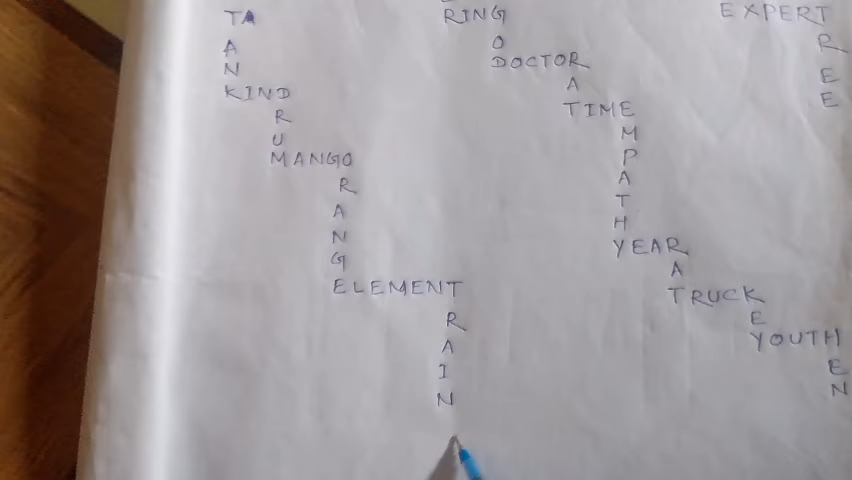 TA
RING
EXPERT
A
O
R
N
DOCTOR
E
KIND
A
E
R
TIME
U
M
MANGO
P
R
A
A
T
N
H
G
YEAR
A
ELEMENT
TRUCK
R
E
A
YOUTH
I
E
N
N